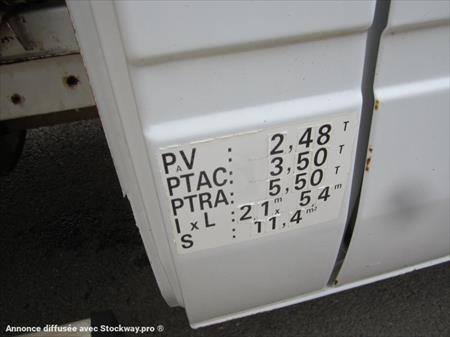 PAV : 2,48 T
PTAC: 3,50 T
PTRA: 5,50 T
I x L : 2,1 m x 5,4 m
S : 11,4 m²
Annonce diffusée avec Stockway.pro ®